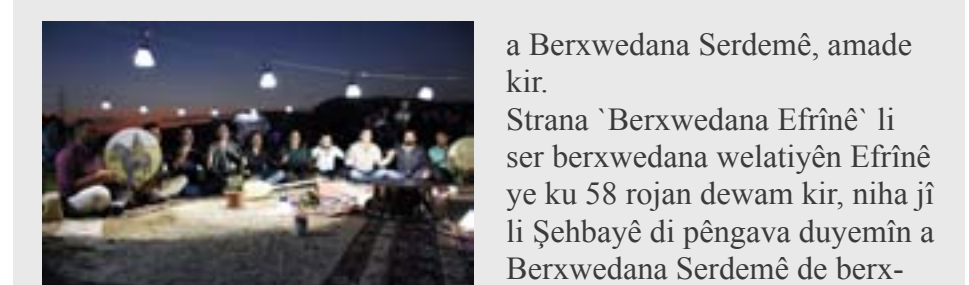 a Berxwedana Serdemê, amade
kir.
Strana `Berxwedana Efrînê` li
ser berxwedana welatiyên Efrînê
ye ku 58 rojan dewam kir, niha jî
li Şehbayê di pêngava duyemîn a
Berxwedana Serdemê de berx-